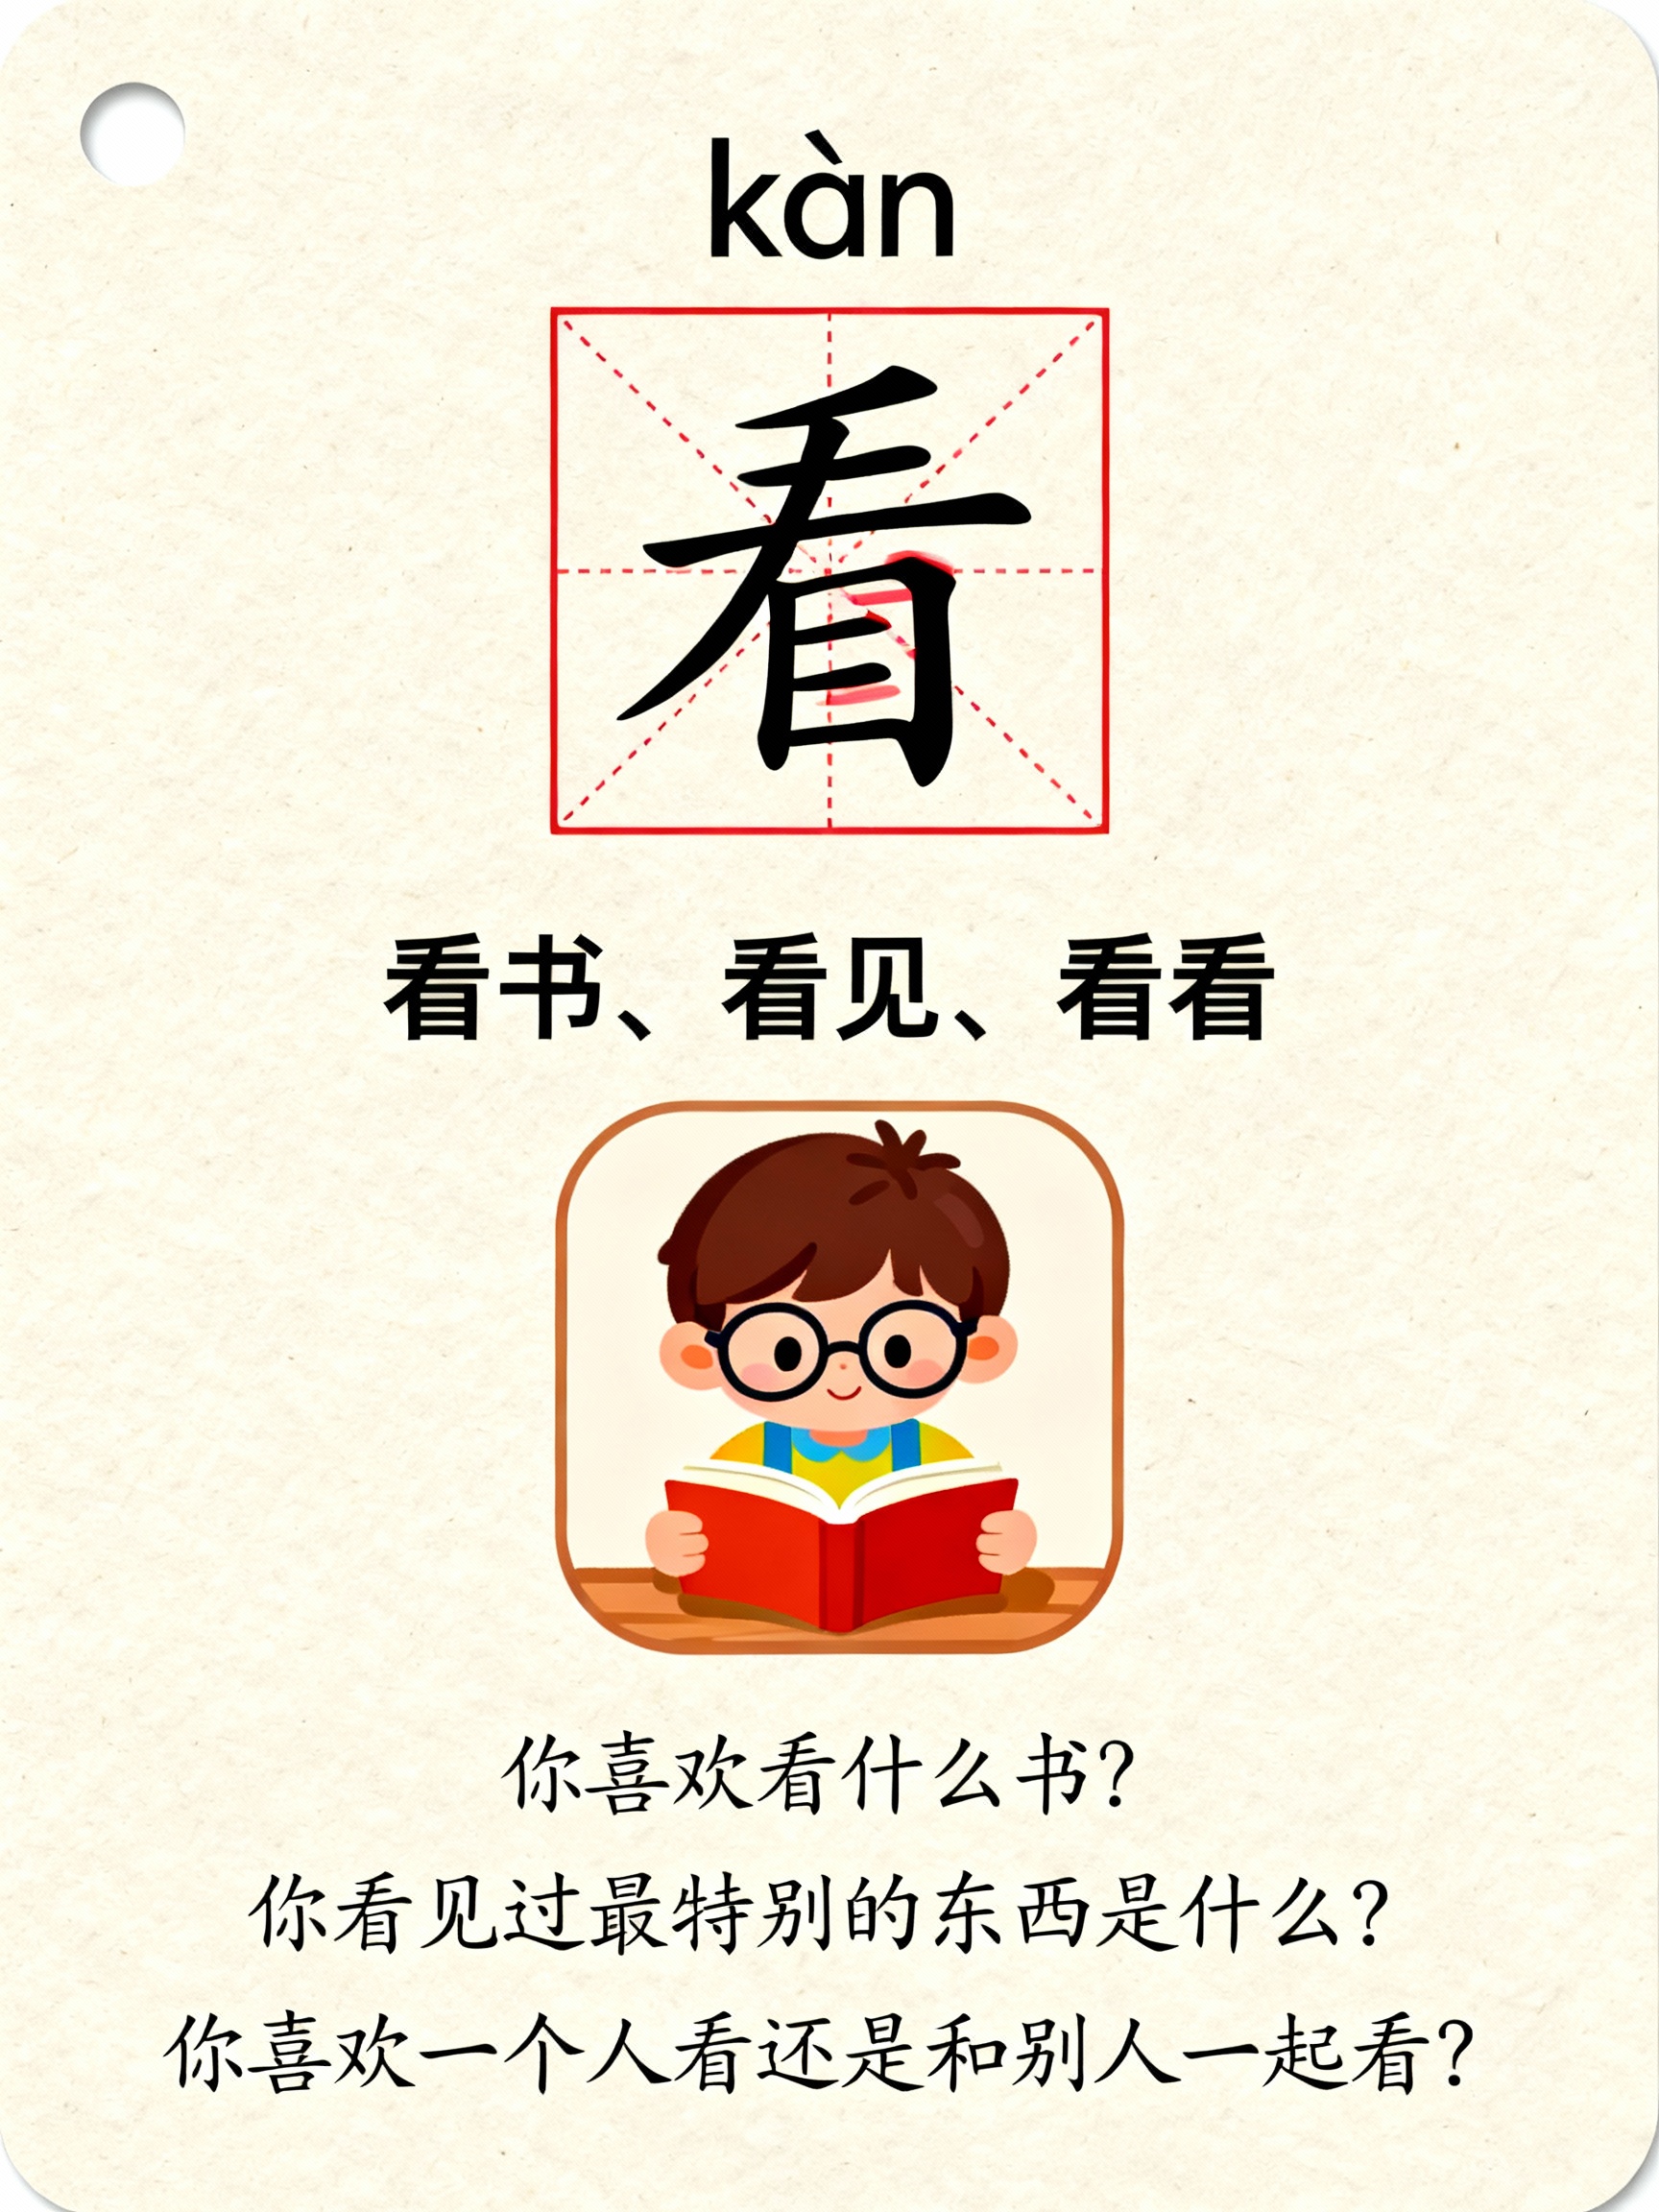 kàn
看
看书、看见、看看
你喜欢看什么书？
你看见过最特别的东西是什么？
你喜欢一个人看还是和别人一起看？